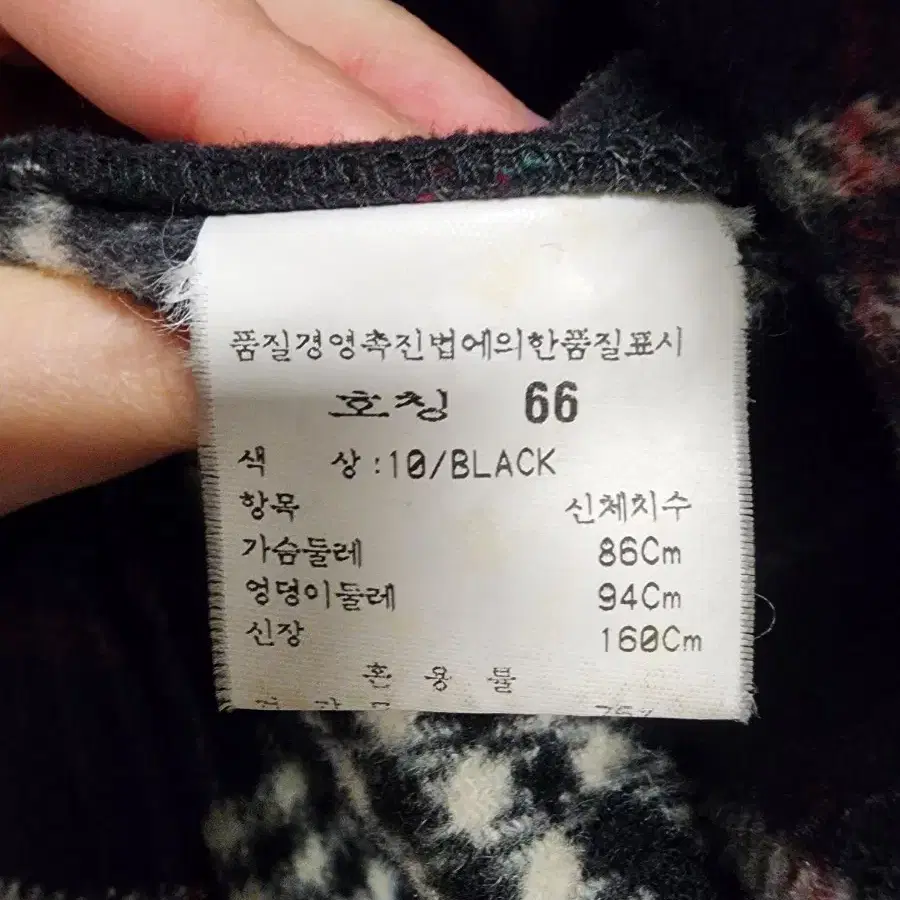 품질경영촉진법에의한품질표시
호칭 66
색 상:10/BLACK
항목 신체치수
가슴둘레 86Cm
엉덩이둘레 94Cm
신장 160Cm
혼 용 률